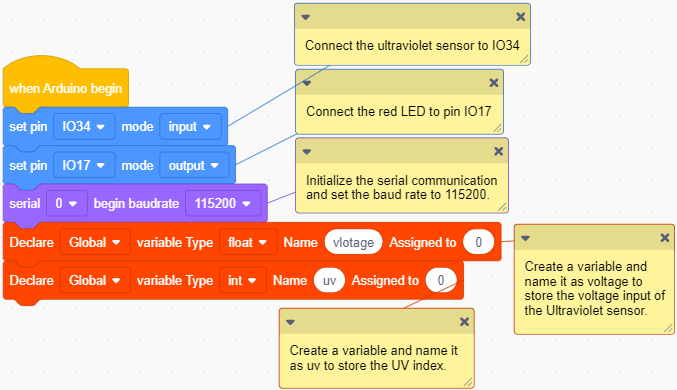 Connect the ultraviolet sensor to IO34
when Arduino begin
Connect the red LED to pin IO17
set pin IO34 mode input
set pin IO17 mode output
Initialize the serial communication
and set the baud rate to 115200.
serial 0 begin baudrate 115200
Declare Global variable Type float Name vlotage Assigned to 0
Declare Global variable Type int Name uv Assigned to 0
Create a variable and
name it as voltage to
store the voltage input of
the Ultraviolet sensor.
Create a variable and name it
as uv to store the UV index.